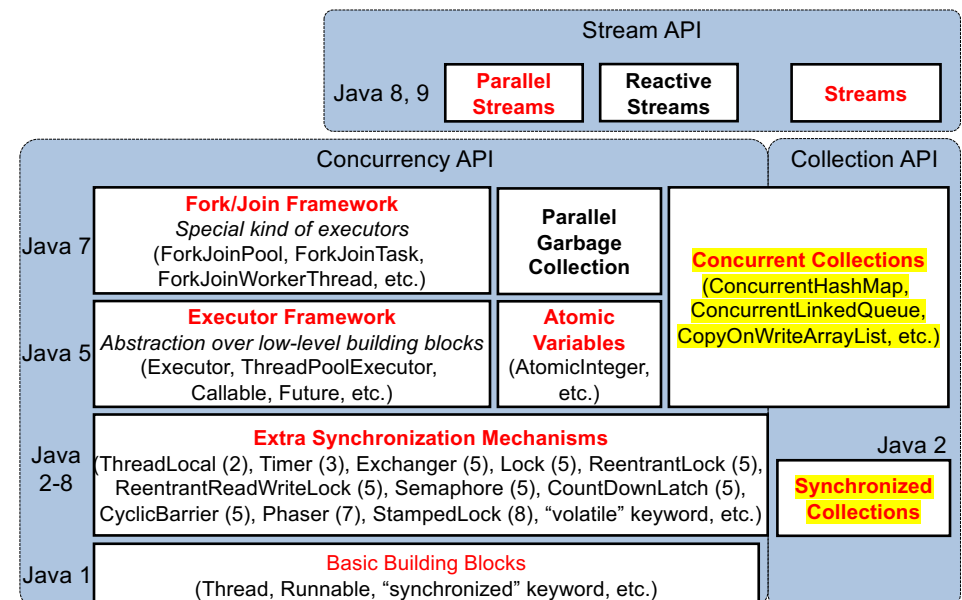 Stream API
Java 8, 9
Parallel
Streams
Reactive
Streams
Streams
Concurrency API
Collection API
Java 7
Fork/Join Framework
Special kind of executors
(ForkJoinPool, ForkJoinTask,
ForkJoinWorkerThread, etc.)
Parallel
Garbage
Collection
Concurrent Collections
(ConcurrentHashMap,
ConcurrentLinkedQueue,
CopyOnWriteArrayList, etc.)
Java 5
Executor Framework
Abstraction over low-level building blocks
(Executor, ThreadPoolExecutor,
Callable, Future, etc.)
Atomic
Variables
(AtomicInteger,
etc.)
Java
2-8
Extra Synchronization Mechanisms
(ThreadLocal (2), Timer (3), Exchanger (5), Lock (5), ReentrantLock (5),
ReentrantReadWriteLock (5), Semaphore (5), CountDownLatch (5),
CyclicBarrier (5), Phaser (7), StampedLock (8), “volatile” keyword, etc.)
Java 2
Synchronized
Collections
Java 1
Basic Building Blocks
(Thread, Runnable, “synchronized” keyword, etc.)